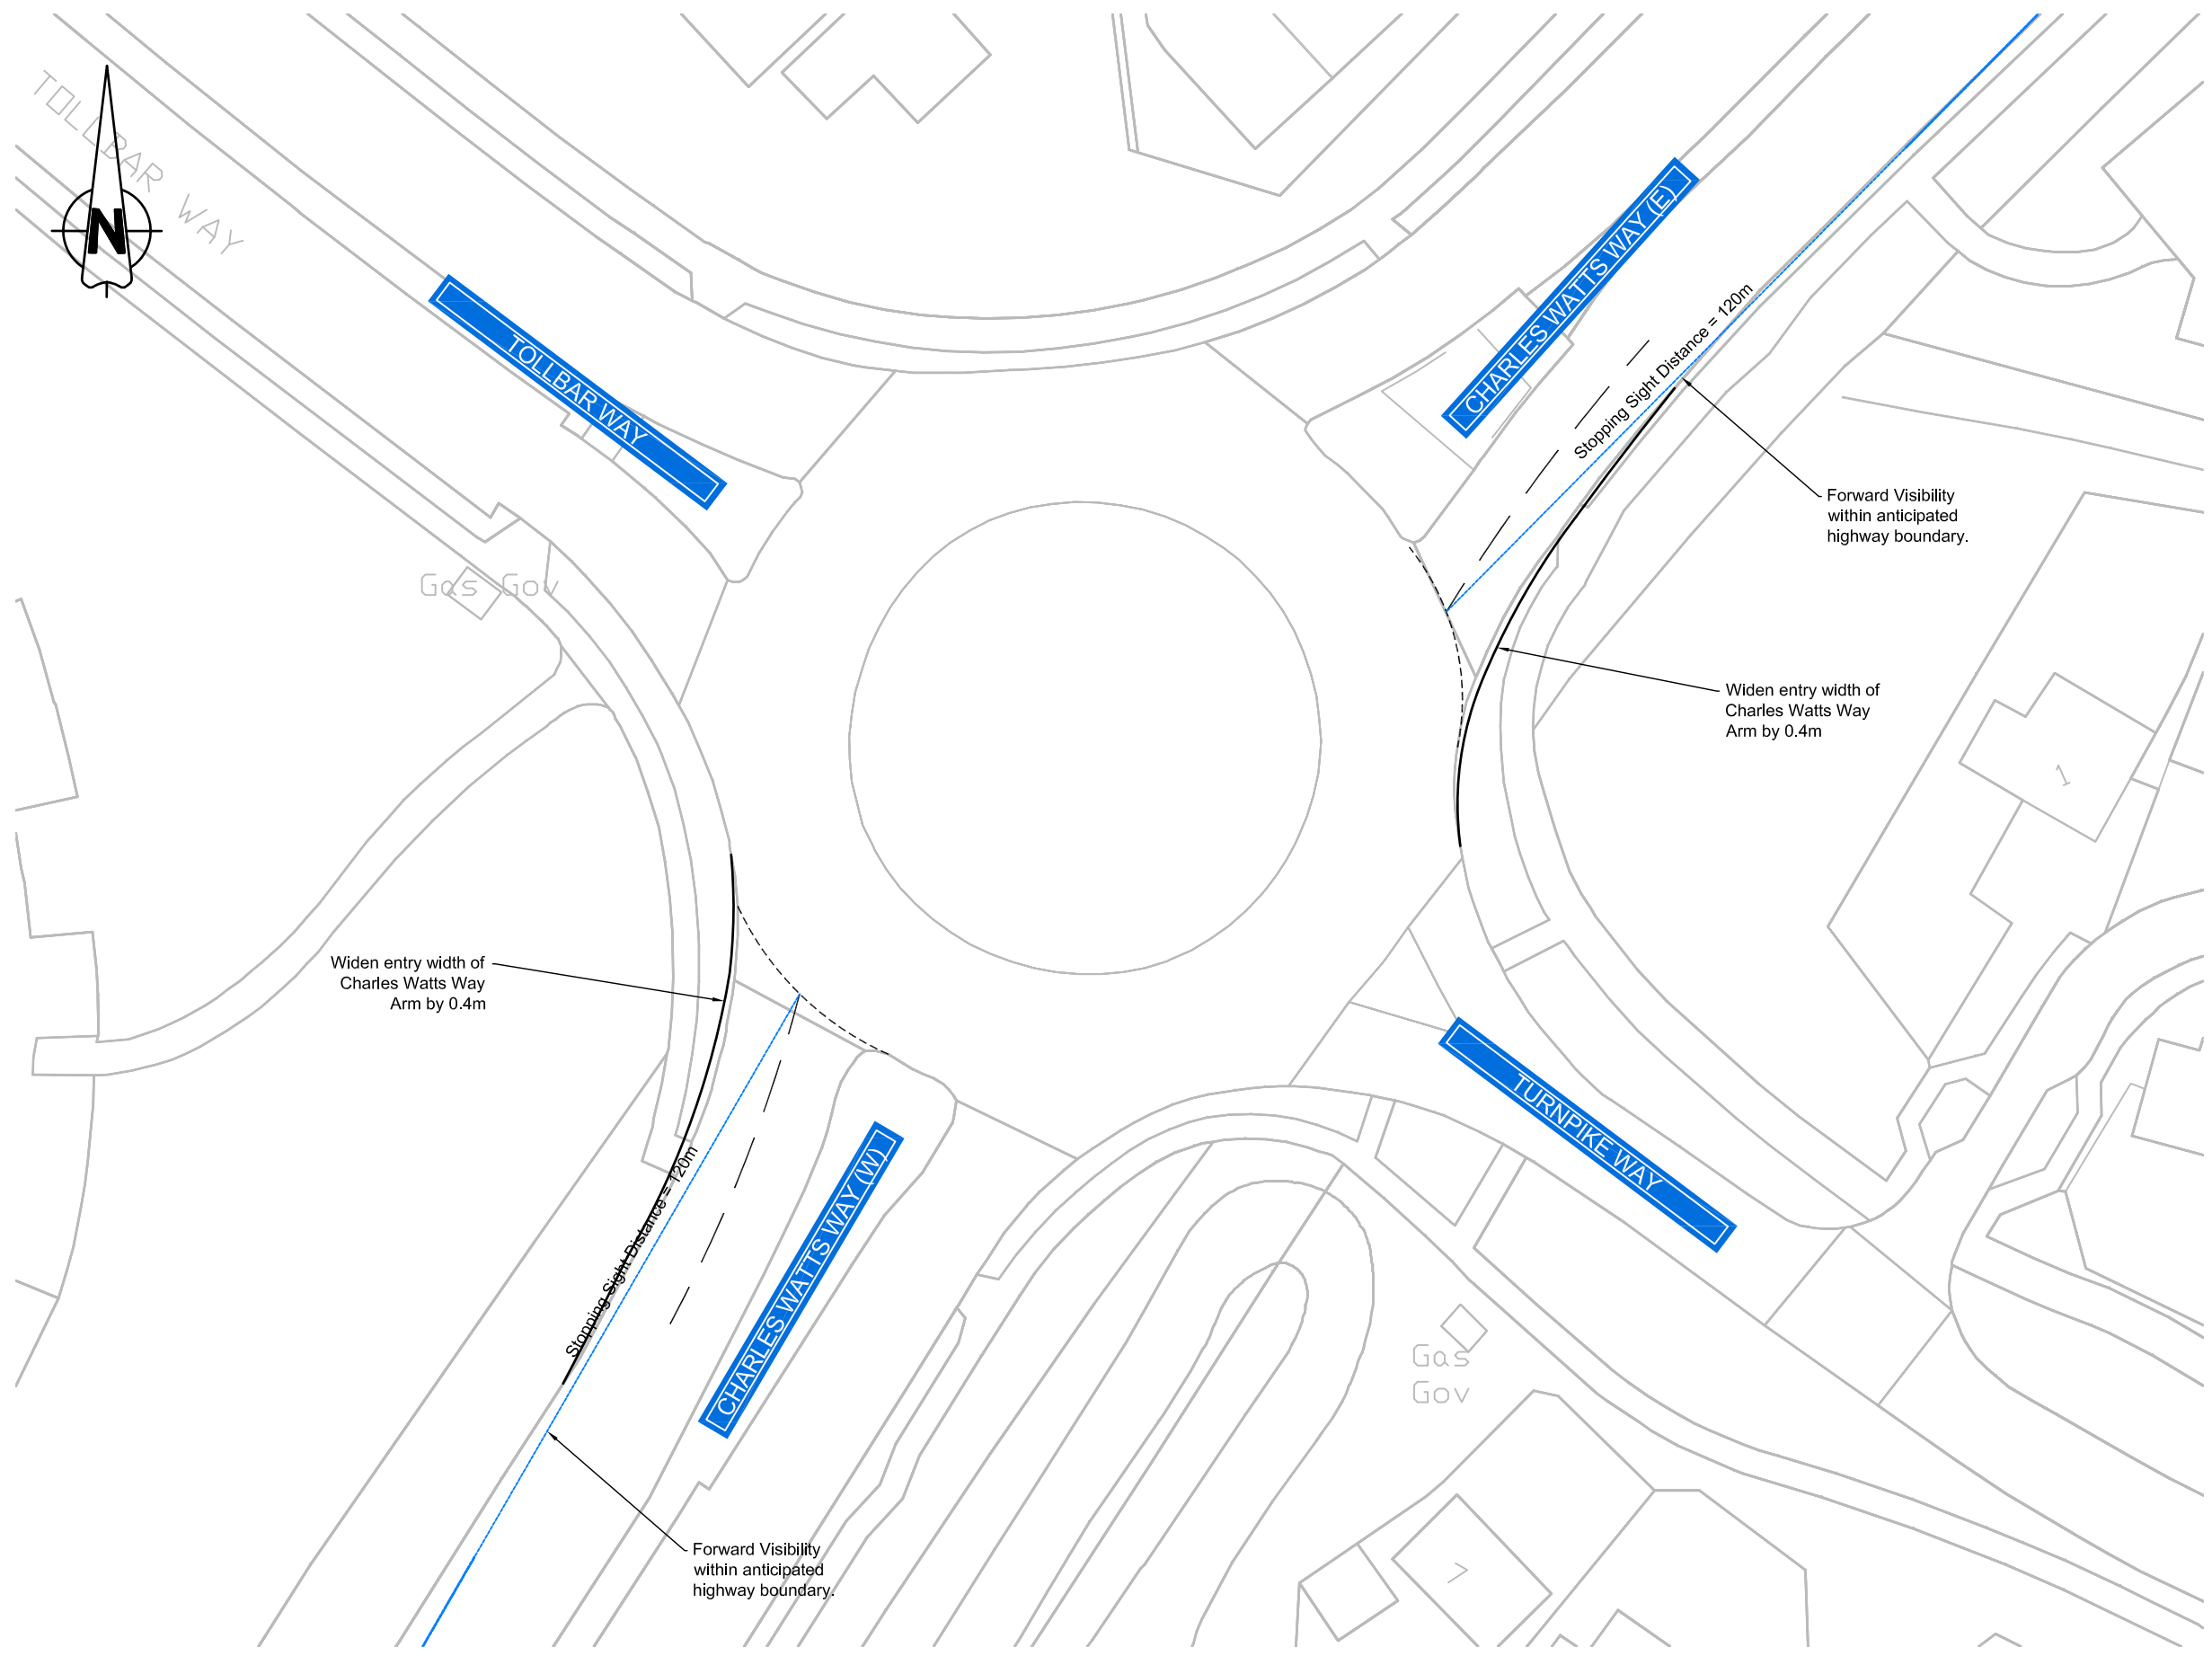 TOLLBAR WAY
N
TOLLBAR WAY
CHARLES WATTS WAY (E)
Stopping Sight Distance = 120m
Forward Visibility
within anticipated
highway boundary.
Gas Gov
Widen entry width of
Charles Watts Way
Arm by 0.4m
1
Widen entry width of
Charles Watts Way
Arm by 0.4m
TURNPIKE WAY
Stopping Sight Distance = 120m
CHARLES WATTS WAY (W)
Gas
Gov
Forward Visibility
within anticipated
highway boundary.
7